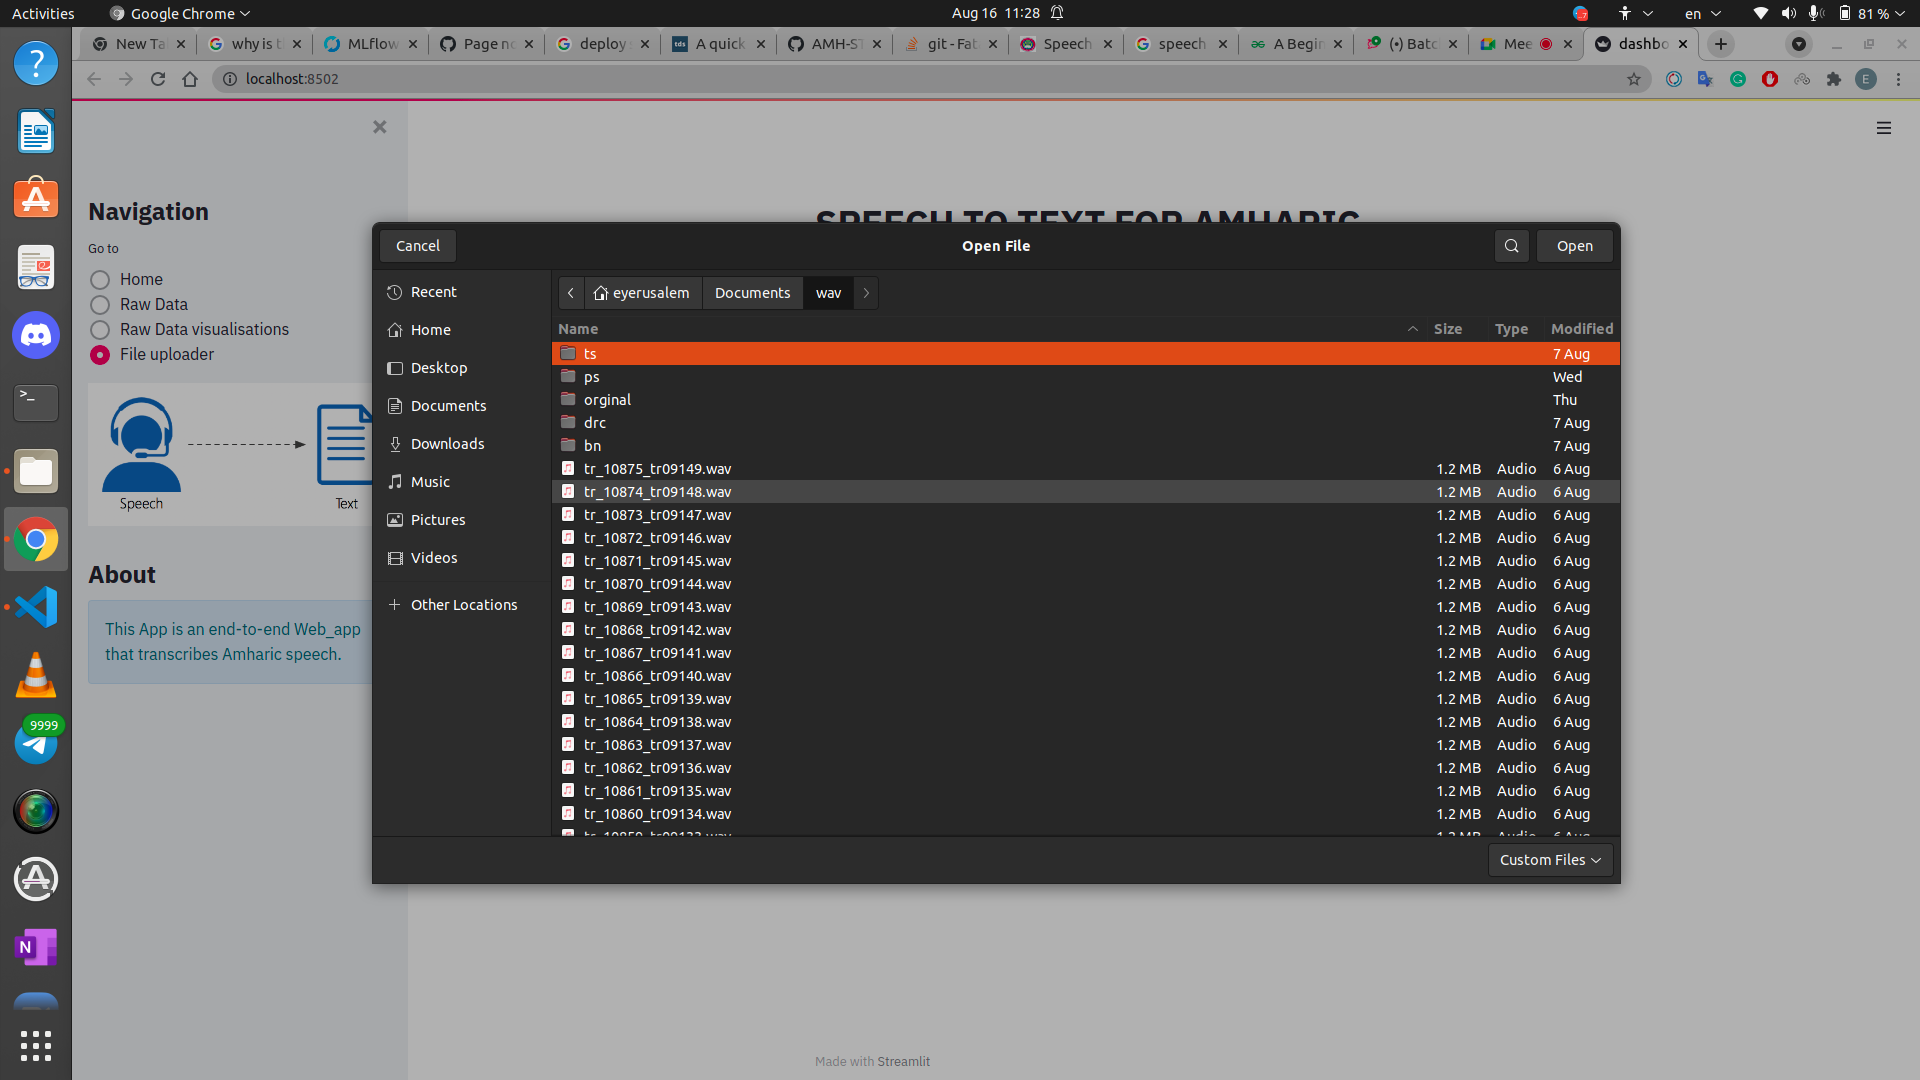 Activities
Google Chrome
Aug 16 11:28
en
81 %
New Ta
why is t
MLflow
Page no
deploy
A quick
AMH-ST
git - Fat
Speech
speech
A Begin
(•) Batc
Mee
dashbo
localhost:8502
Navigation
Go to
Home
Raw Data
Raw Data visualisations
File uploader
Speech
Text
About
This App is an end-to-end Web_app
that transcribes Amharic speech.
9999
SPEECH TO TEXT FOR AMHARIC
Cancel
Open File
Open
Recent
Home
Desktop
Documents
Downloads
Music
Pictures
Videos
Other Locations
eyerusalem
Documents
wav
Name Size Type Modified
ts 7 Aug
ps Wed
orginal Thu
drc 7 Aug
bn 7 Aug
tr_10875_tr09149.wav 1.2 MB Audio 6 Aug
tr_10874_tr09148.wav 1.2 MB Audio 6 Aug
tr_10873_tr09147.wav 1.2 MB Audio 6 Aug
tr_10872_tr09146.wav 1.2 MB Audio 6 Aug
tr_10871_tr09145.wav 1.2 MB Audio 6 Aug
tr_10870_tr09144.wav 1.2 MB Audio 6 Aug
tr_10869_tr09143.wav 1.2 MB Audio 6 Aug
tr_10868_tr09142.wav 1.2 MB Audio 6 Aug
tr_10867_tr09141.wav 1.2 MB Audio 6 Aug
tr_10866_tr09140.wav 1.2 MB Audio 6 Aug
tr_10865_tr09139.wav 1.2 MB Audio 6 Aug
tr_10864_tr09138.wav 1.2 MB Audio 6 Aug
tr_10863_tr09137.wav 1.2 MB Audio 6 Aug
tr_10862_tr09136.wav 1.2 MB Audio 6 Aug
tr_10861_tr09135.wav 1.2 MB Audio 6 Aug
tr_10860_tr09134.wav 1.2 MB Audio 6 Aug
Custom Files
Made with Streamlit